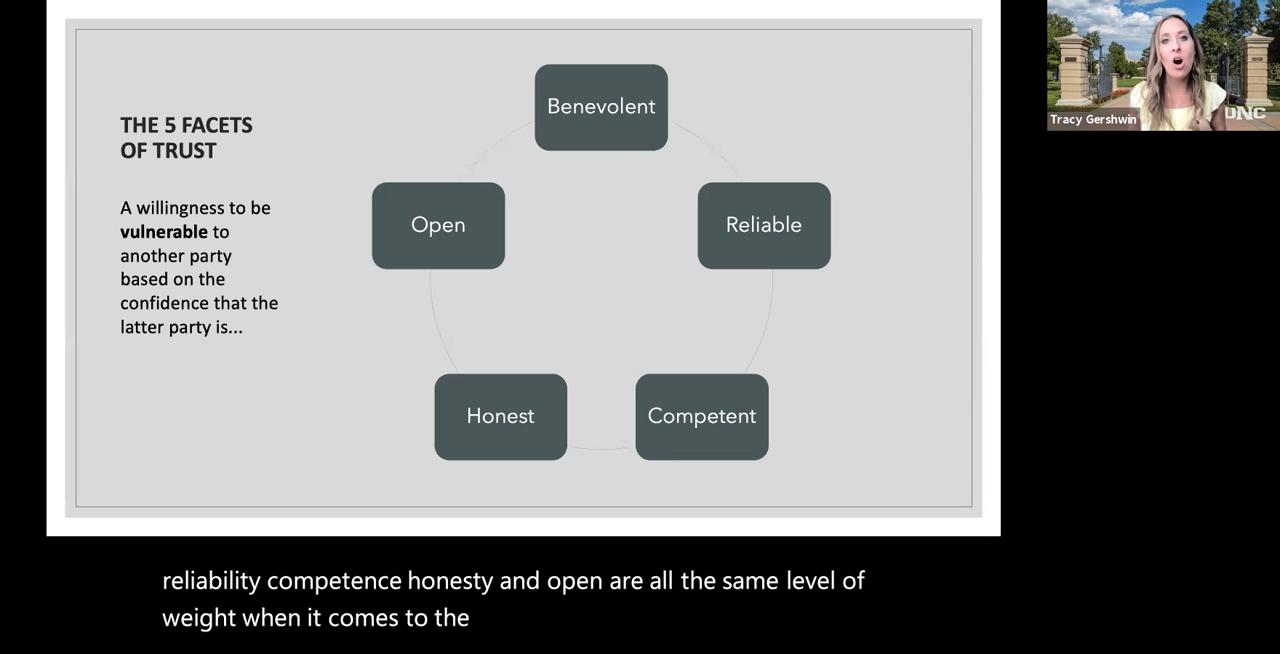 THE 5 FACETS
OF TRUST
A willingness to be
vulnerable to
another party
based on the
confidence that the
latter party is...
Benevolent
Open
Reliable
Honest
Competent
Tracy Gershwin
UNC
reliability competence honesty and open are all the same level of
weight when it comes to the